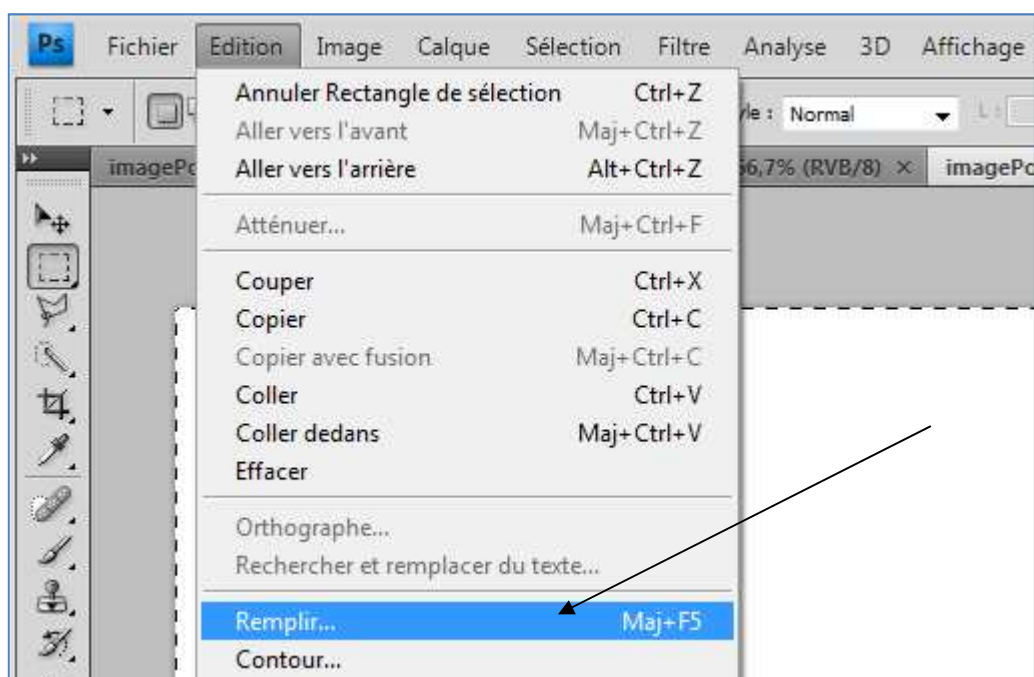 Ps Fichier Edition Image Calque Sélection Filtre Analyse 3D Affichage
Annuler Rectangle de sélection Ctrl+Z
Normal
Aller vers l'avant Maj+Ctrl+Z
Aller vers l'arrière Alt+Ctrl+Z
66,7% (RVB/8) ×
Atténuer... Maj+Ctrl+F
Couper Ctrl+X
Copier Ctrl+C
Copier avec fusion Maj+Ctrl+C
Coller Ctrl+V
Coller dedans Maj+Ctrl+V
Effacer
Orthographe...
Rechercher et remplacer du texte...
Remplir... Maj+F5
Contour...